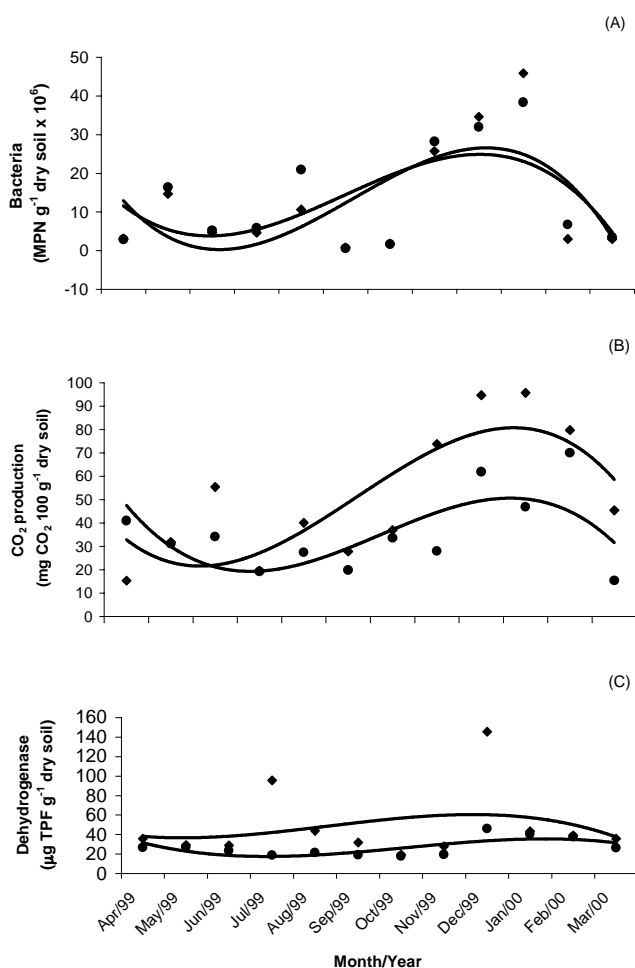 (A)
Bacteria
(MPN g⁻¹ dry soil x 10⁶)
50
40
30
20
10
0
-10
(B)
CO₂ production
(mg CO₂ 100 g⁻¹ dry soil)
100
90
80
70
60
50
40
30
20
10
0
(C)
Dehydrogenase
(µg TPF g⁻¹ dry soil)
160
140
120
100
80
60
40
20
0
Apr/99 May/99 Jun/99 Jul/99 Aug/99 Sep/99 Oct/99 Nov/99 Dec/99 Jan/00 Feb/00 Mar/00
Month/Year